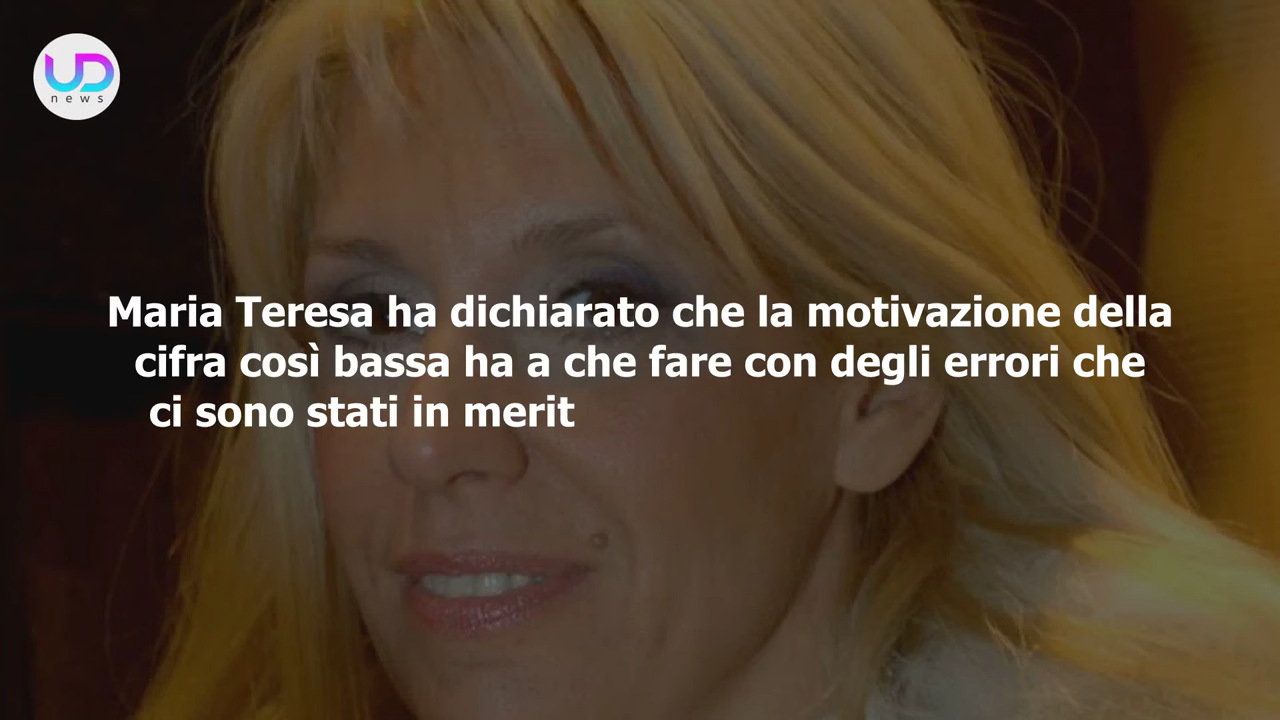 UD
news
Maria Teresa ha dichiarato che la motivazione della
cifra così bassa ha a che fare con degli errori che
ci sono stati in merit